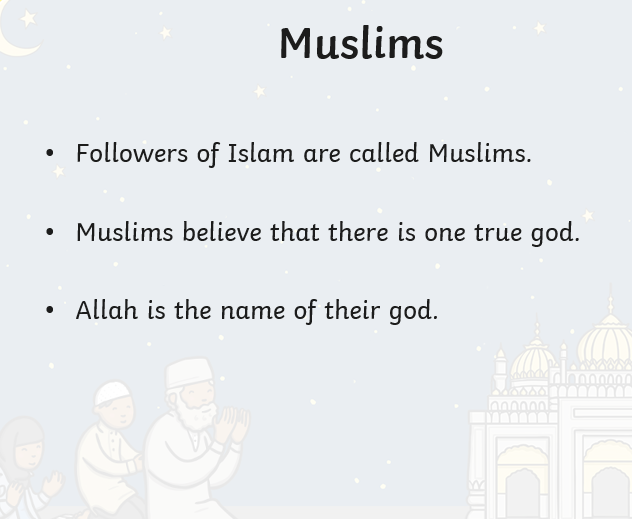 Muslims
• Followers of Islam are called Muslims.
• Muslims believe that there is one true god.
• Allah is the name of their god.